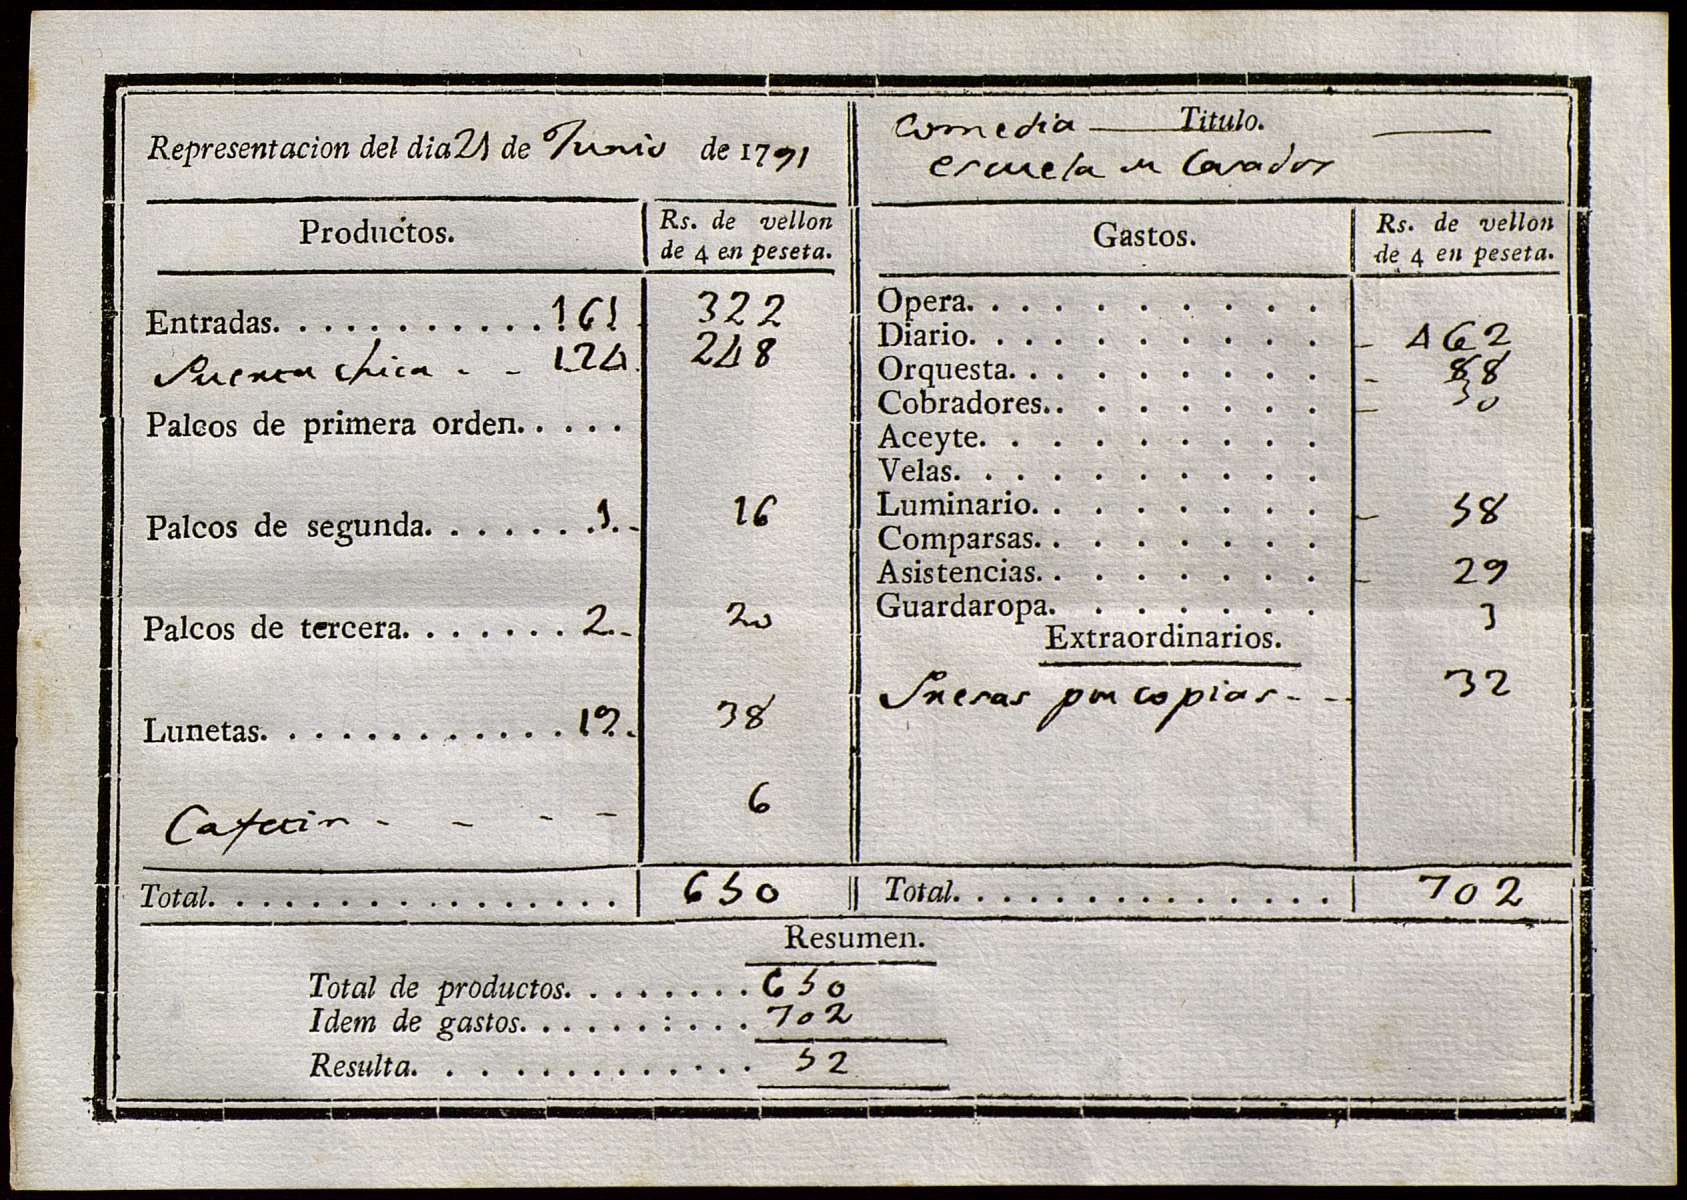 Representacion del dia 21 de Junio de 1791
Comedia Titulo.
escuela de Casados
Productos.
Rs. de vellon
de 4 en peseta.
Entradas. . . . . . . . . . . . 161 322
Puerta chica - - 124 248
Palcos de primera orden. . . . .
Palcos de segunda. . . . . . . 1. - 16
Palcos de tercera. . . . . . . 2. - 20
Lunetas. . . . . . . . . . . . . 19. 38
Cafetin - - - - 6
Total. . . . . . . . . . . . . . . . . 650
Gastos.
Rs. de vellon
de 4 en peseta.
Opera. . . . . . . . . .
Diario. . . . . . . . . . - 462
Orquesta. . . . . . . . . - 88
Cobradores. . . . . . . . - 30
Aceyte. . . . . . . . . .
Velas. . . . . . . . . .
Luminario. . . . . . . . - 58
Comparsas. . . . . . . .
Asistencias. . . . . . . . - 29
Guardaropa. . . . . . . 3
Extraordinarios.
por copias - - - 32
Total. . . . . . . . . . . . . . . . 702
Resumen.
Total de productos. . . . . . . . 650
Idem de gastos. . . . . . : . . . 702
Resulta. . . . . . . . . . . . . 52